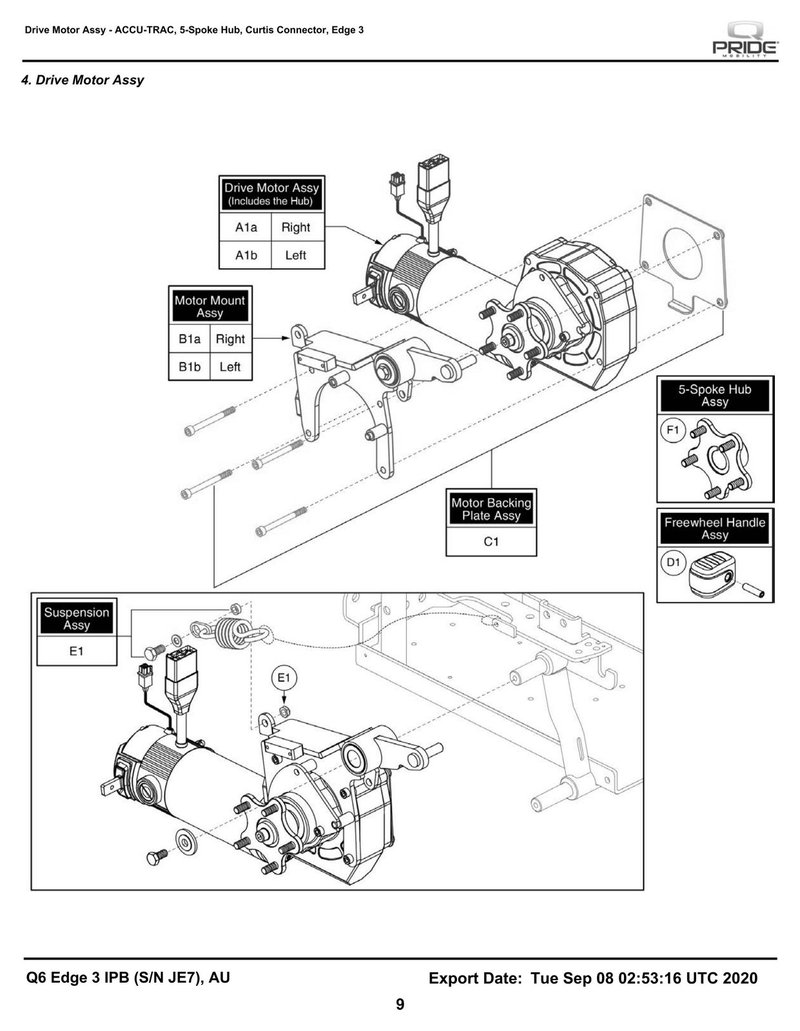 Drive Motor Assy - ACCU-TRAC, 5-Spoke Hub, Curtis Connector, Edge 3
Q
PRIDE
MOBILITY
4. Drive Motor Assy
Drive Motor Assy
(Includes the Hub)
A1a Right
A1b Left
Motor Mount
Assy
B1a Right
B1b Left
5-Spoke Hub
Assy
F1
Motor Backing
Plate Assy
C1
Freewheel Handle
Assy
D1
Suspension
Assy
E1
E1
Q6 Edge 3 IPB (S/N JE7), AU
Export Date: Tue Sep 08 02:53:16 UTC 2020
9